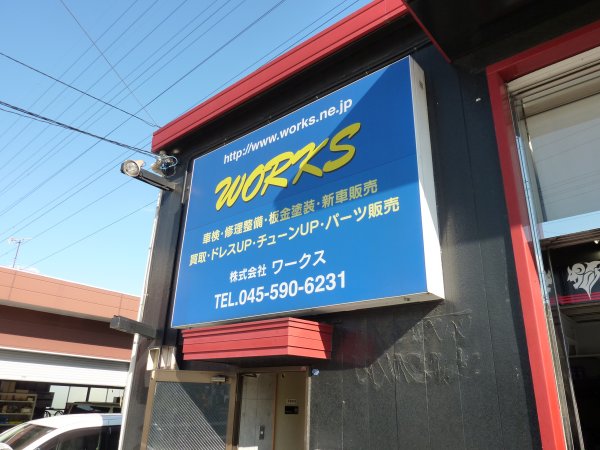 http://www.works.ne.jp
WORKS
車検・修理整備・板金塗装・新車販売
買取・ドレスUP・チューンUP・パーツ販売
株式会社 ワークス
TEL.045-590-6231